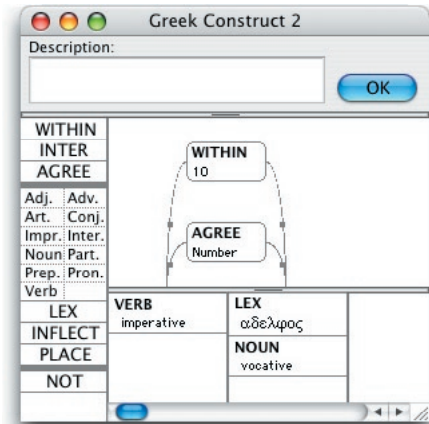 Greek Construct 2
Description:
OK
WITHIN
INTER
AGREE
Adj. Adv.
Art. Conj.
Impr. Inter.
Noun Part.
Prep. Pron.
Verb
LEX
INFLECT
PLACE
NOT
WITHIN
10
AGREE
Number
VERB
imperative
LEX
αδελφος
NOUN
vocative